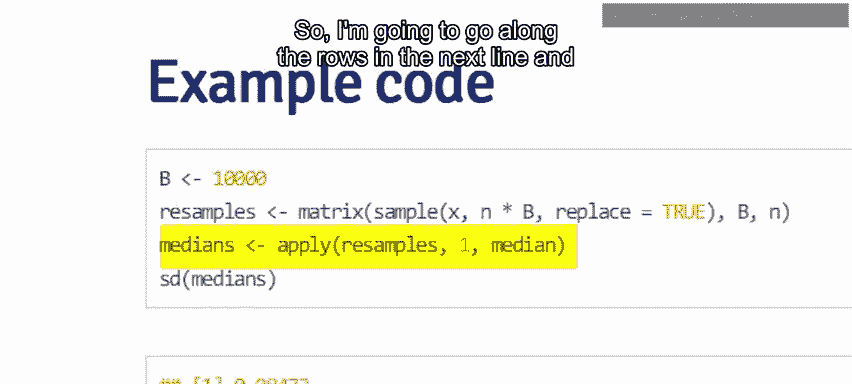 So, I'm going to go along
the rows in the next line and
Example code
B <- 10000
resamples <- matrix(sample(x, n * B, replace = TRUE), B, n)
medians <- apply(resamples, 1, median)
sd(medians)